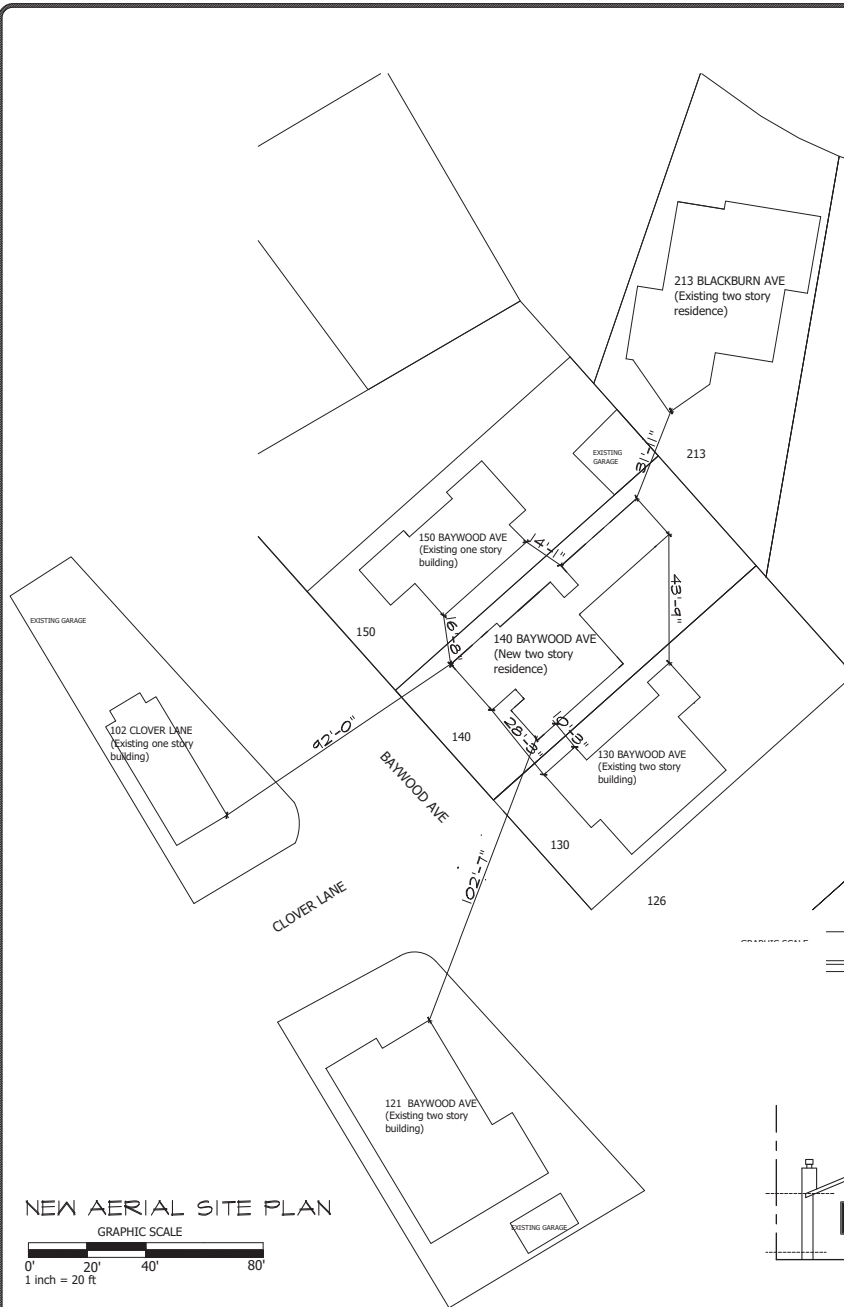 213 BLACKBURN AVE
(Existing two story
residence)
EXISTING
GARAGE
213
31'-11"
150 BAYWOOD AVE
(Existing one story
building)
14'-1"
43'-9"
EXISTING GARAGE
150
16'-8"
140 BAYWOOD AVE
(New two story
residence)
102 CLOVER LANE
(Existing one story
building)
92'-0"
140
28'-3"
10'-3"
130 BAYWOOD AVE
(Existing two story
building)
BAYWOOD AVE
130
102'-7"
CLOVER LANE
126
GRAPHIC SCALE
121 BAYWOOD AVE
(Existing two story
building)
EXISTING GARAGE
NEW AERIAL SITE PLAN
GRAPHIC SCALE
0' 20' 40' 80'
1 inch = 20 ft